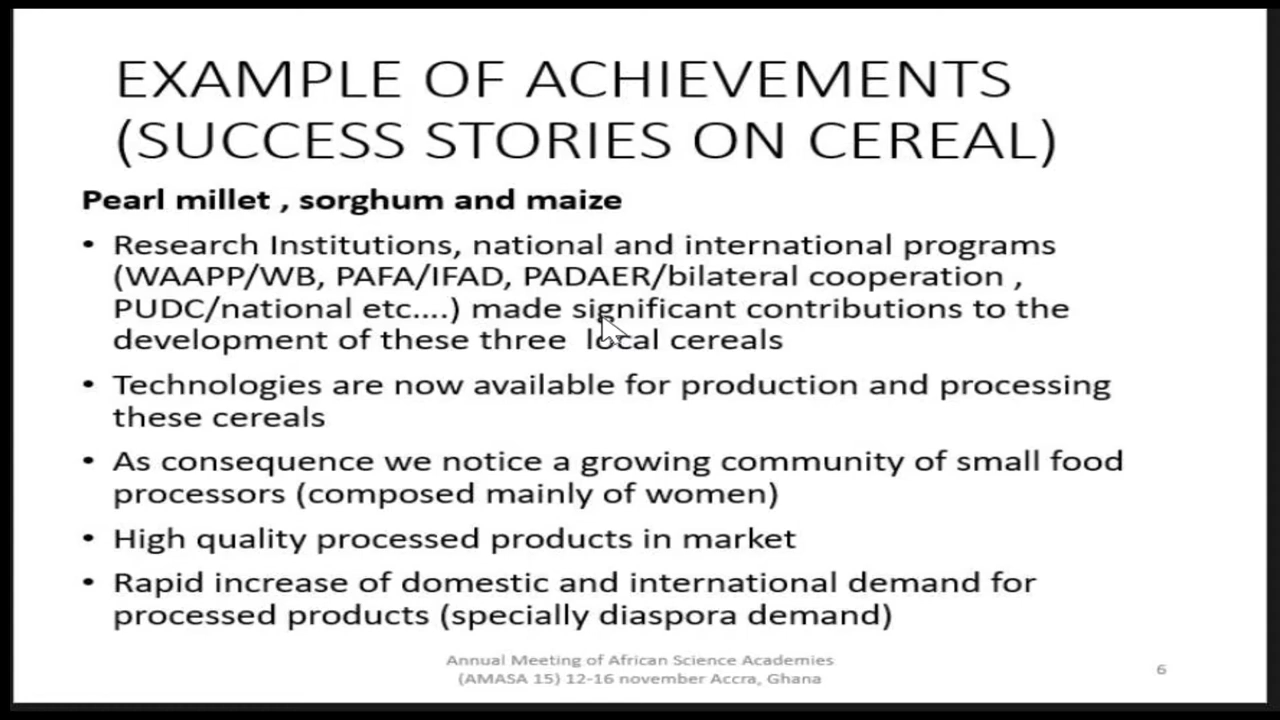 EXAMPLE OF ACHIEVEMENTS
(SUCCESS STORIES ON CEREAL)
Pearl millet , sorghum and maize
• Research Institutions, national and international programs
(WAAPP/WB, PAFA/IFAD, PADAER/bilateral cooperation ,
PUDC/national etc....) made significant contributions to the
development of these three  local cereals
• Technologies are now available for production and processing
these cereals
• As consequence we notice a growing community of small food
processors (composed mainly of women)
• High quality processed products in market
• Rapid increase of domestic and international demand for
processed products (specially diaspora demand)
Annual Meeting of African Science Academies
(AMASA 15) 12-16 november Accra, Ghana
6